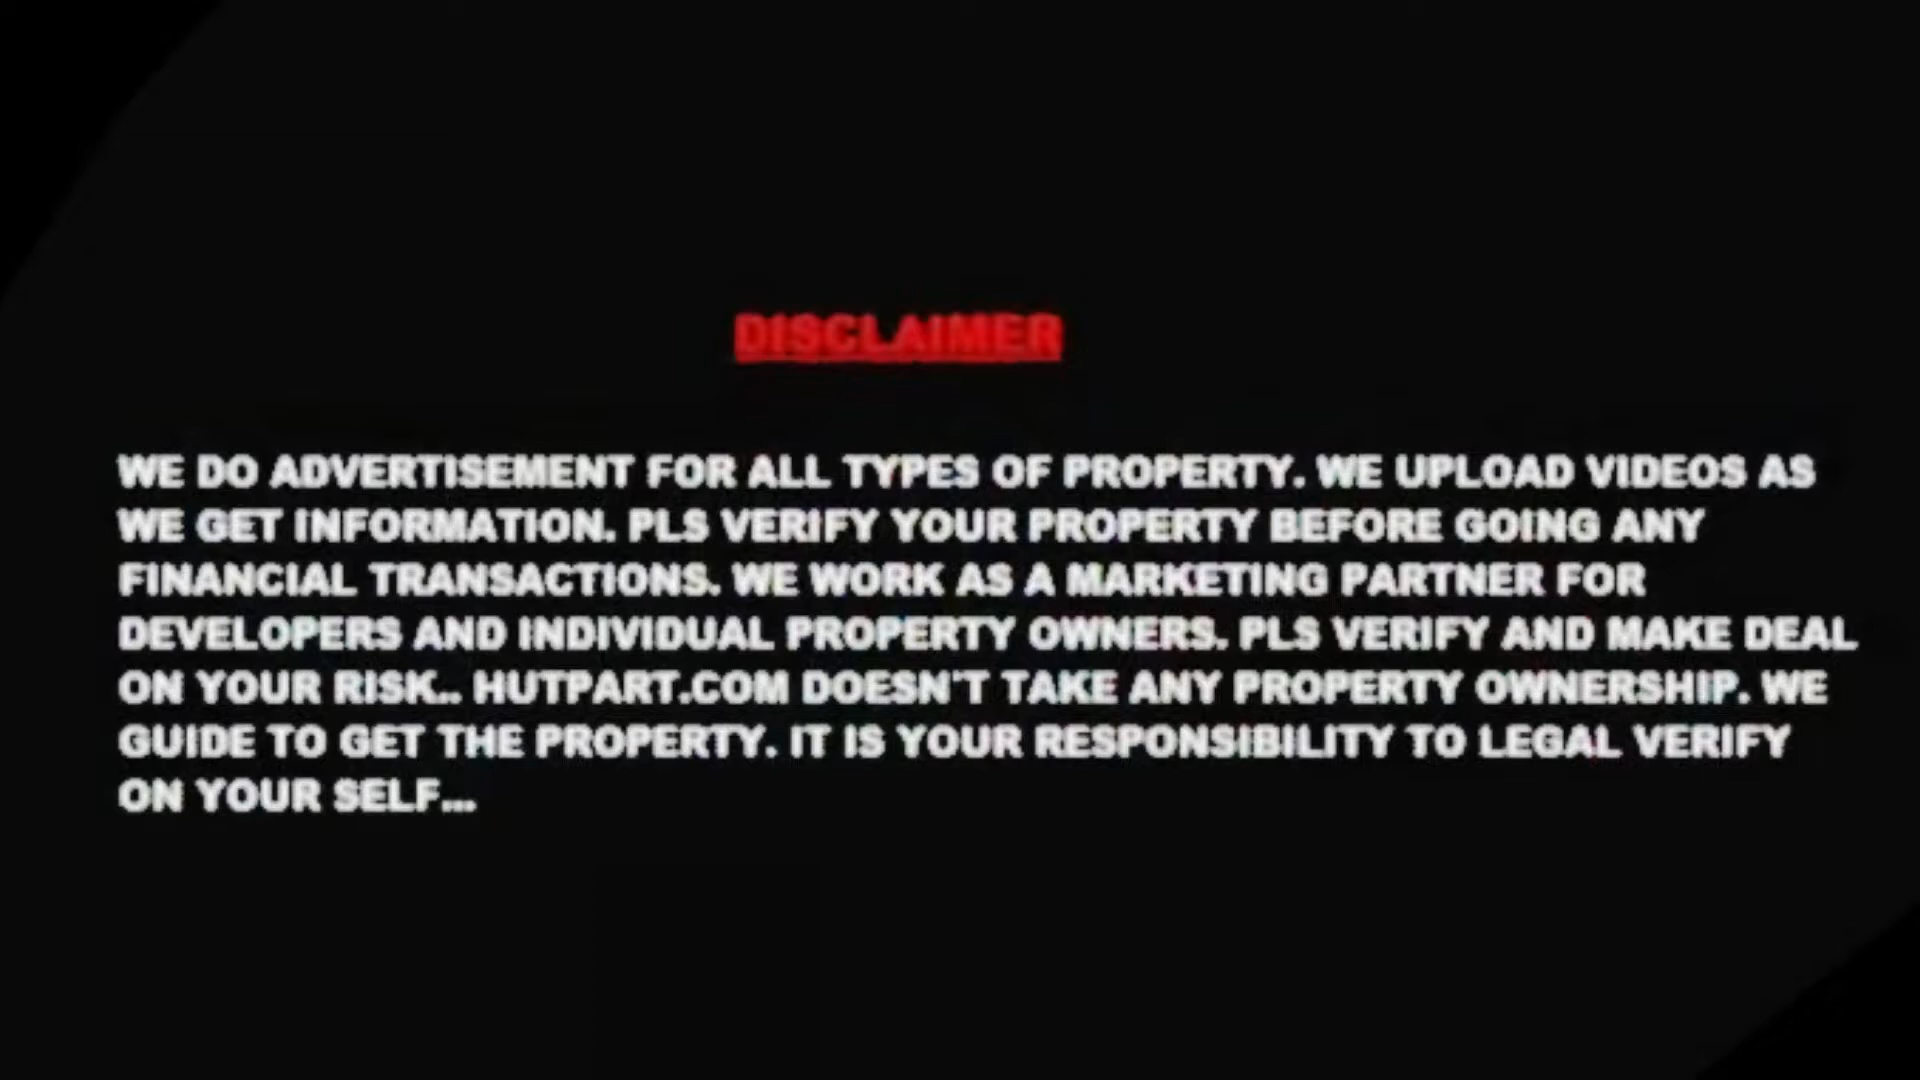 DISCLAIMER
WE DO ADVERTISEMENT FOR ALL TYPES OF PROPERTY. WE UPLOAD VIDEOS AS
WE GET INFORMATION. PLS VERIFY YOUR PROPERTY BEFORE GOING ANY
FINANCIAL TRANSACTIONS. WE WORK AS A MARKETING PARTNER FOR
DEVELOPERS AND INDIVIDUAL PROPERTY OWNERS. PLS VERIFY AND MAKE DEAL
ON YOUR RISK.. HUTPART.COM DOESN'T TAKE ANY PROPERTY OWNERSHIP. WE
GUIDE TO GET THE PROPERTY. IT IS YOUR RESPONSIBILITY TO LEGAL VERIFY
ON YOUR SELF...